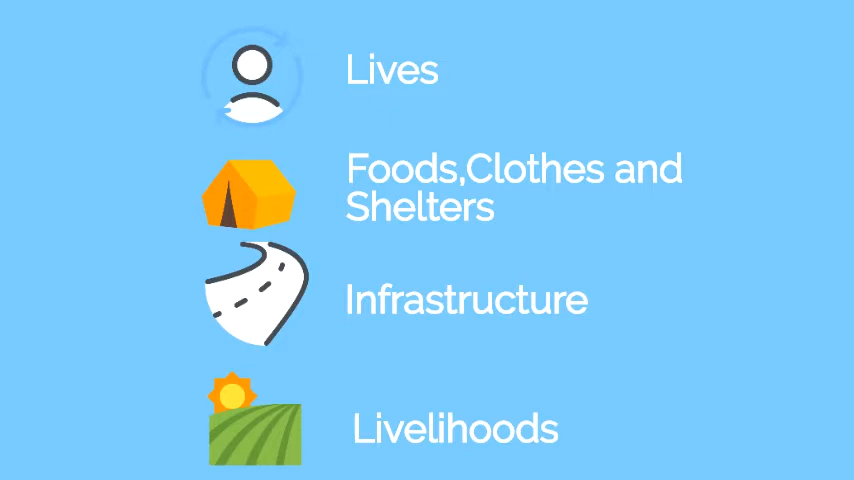 Lives
Foods,Clothes and
Shelters
Infrastructure
Livelihoods